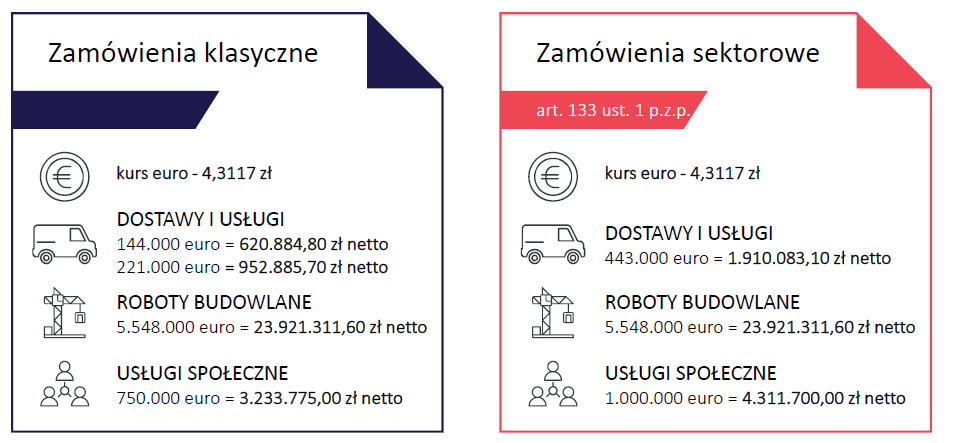 Zamówienia klasyczne
kurs euro - 4,3117 zł
DOSTAWY I USŁUGI
144.000 euro = 620.884,80 zł netto
221.000 euro = 952.885,70 zł netto
ROBOTY BUDOWLANE
5.548.000 euro = 23.921.311,60 zł netto
USŁUGI SPOŁECZNE
750.000 euro = 3.233.775,00 zł netto
Zamówienia sektorowe
art. 133 ust. 1 p.z.p.
kurs euro - 4,3117 zł
DOSTAWY I USŁUGI
443.000 euro = 1.910.083,10 zł netto
ROBOTY BUDOWLANE
5.548.000 euro = 23.921.311,60 zł netto
USŁUGI SPOŁECZNE
1.000.000 euro = 4.311.700,00 zł netto